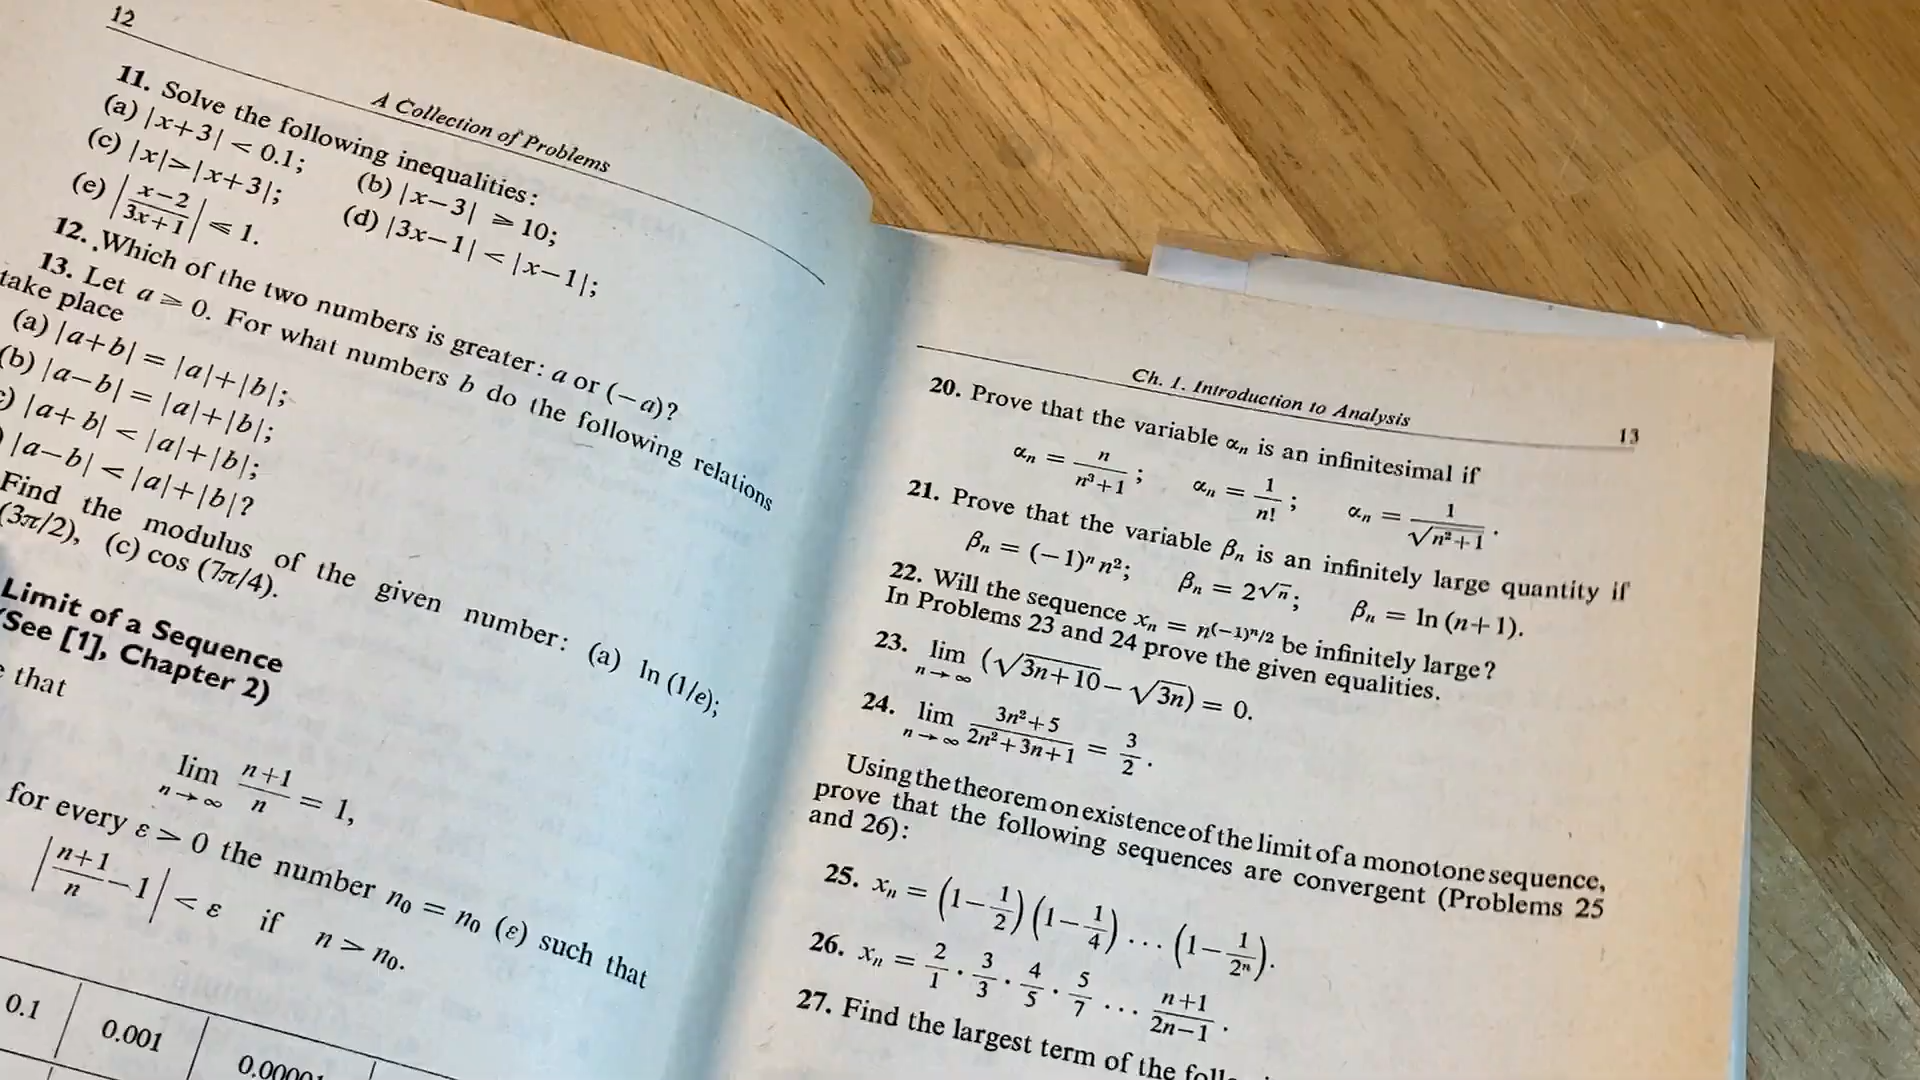 12
A Collection of Problems
11. Solve the following inequalities:
(a) |x+3| < 0.1; (b) |x−3| ⩾ 10;
(c) |x|>|x+3|; (d) |3x−1| < |x−1|;
(e) |x−2/3x+1| ⩽ 1.
12. Which of the two numbers is greater: a or (−a)?
13. Let a ⩾ 0. For what numbers b do the following relations
take place
(a) |a+b| = |a|+|b|;
(b) |a−b| = |a|+|b|;
) |a+b| < |a|+|b|;
) |a−b| < |a|+|b|?
Find the modulus of the given number: (a) ln (1/e);
(3π/2), (c) cos (7π/4).
Limit of a Sequence
(See [1], Chapter 2)
that
lim n→∞ n+1/n = 1,
for every ε > 0 the number n₀ = n₀ (ε) such that
|n+1/n − 1| < ε if n > n₀.
0.1 0.001 0.00001
Ch. 1. Introduction to Analysis
13
20. Prove that the variable αₙ is an infinitesimal if
αₙ = n/n³+1; αₙ = 1/n!; αₙ = 1/√n²+1.
21. Prove that the variable βₙ is an infinitely large quantity if
βₙ = (−1)ⁿ n²; βₙ = 2√n; βₙ = ln (n+1).
22. Will the sequence xₙ = n^(−1)ⁿ/2 be infinitely large?
In Problems 23 and 24 prove the given equalities.
23. lim n→∞ (√3n+10 − √3n) = 0.
24. lim n→∞ 3n²+5/2n²+3n+1 = 3/2.
Using the theorem on existence of the limit of a monotone sequence,
prove that the following sequences are convergent (Problems 25
and 26):
25. xₙ = (1−1/2)(1−1/4)...(1−1/2ⁿ).
26. xₙ = 2/1 · 3/3 · 4/5 · 5/7 ... n+1/2n−1.
27. Find the largest term of the